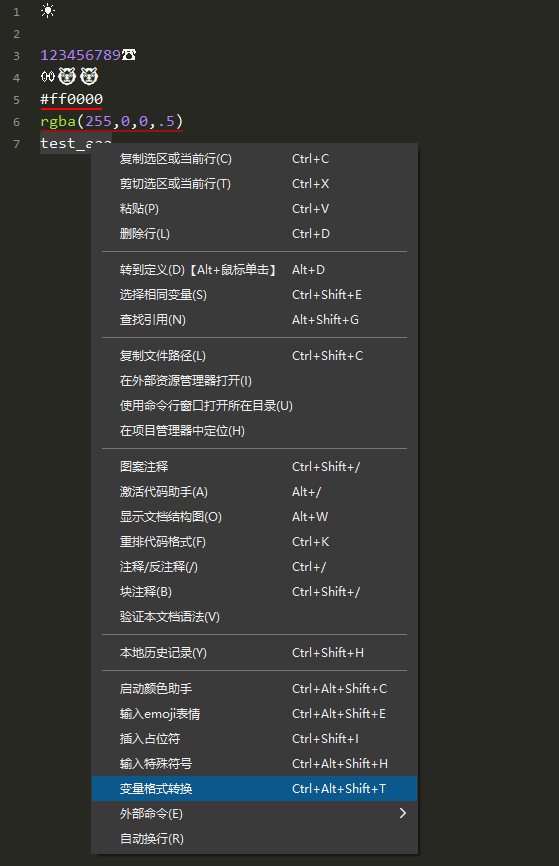 1 ☀
2
3 123456789☎
4 🐺🐺
5 #ff0000
6 rgba(255,0,0,.5)
7 test_aaa
复制选区或当前行(C) Ctrl+C
剪切选区或当前行(T) Ctrl+X
粘贴(P) Ctrl+V
删除行(L) Ctrl+D
转到定义(D)【Alt+鼠标单击】 Alt+D
选择相同变量(S) Ctrl+Shift+E
查找引用(N) Alt+Shift+G
复制文件路径(L) Ctrl+Shift+C
在外部资源管理器打开(I)
使用命令行窗口打开所在目录(U)
在项目管理器中定位(H)
图案注释 Ctrl+Shift+/
激活代码助手(A) Alt+/
显示文档结构图(O) Alt+W
重排代码格式(F) Ctrl+K
注释/反注释(/) Ctrl+/
块注释(B) Ctrl+Shift+/
验证本文档语法(V)
本地历史记录(Y) Ctrl+Shift+H
启动颜色助手 Ctrl+Alt+Shift+C
输入emoji表情 Ctrl+Alt+Shift+E
插入占位符 Ctrl+Shift+I
输入特殊符号 Ctrl+Alt+Shift+H
变量格式转换 Ctrl+Alt+Shift+T
外部命令(E)
自动换行(R)